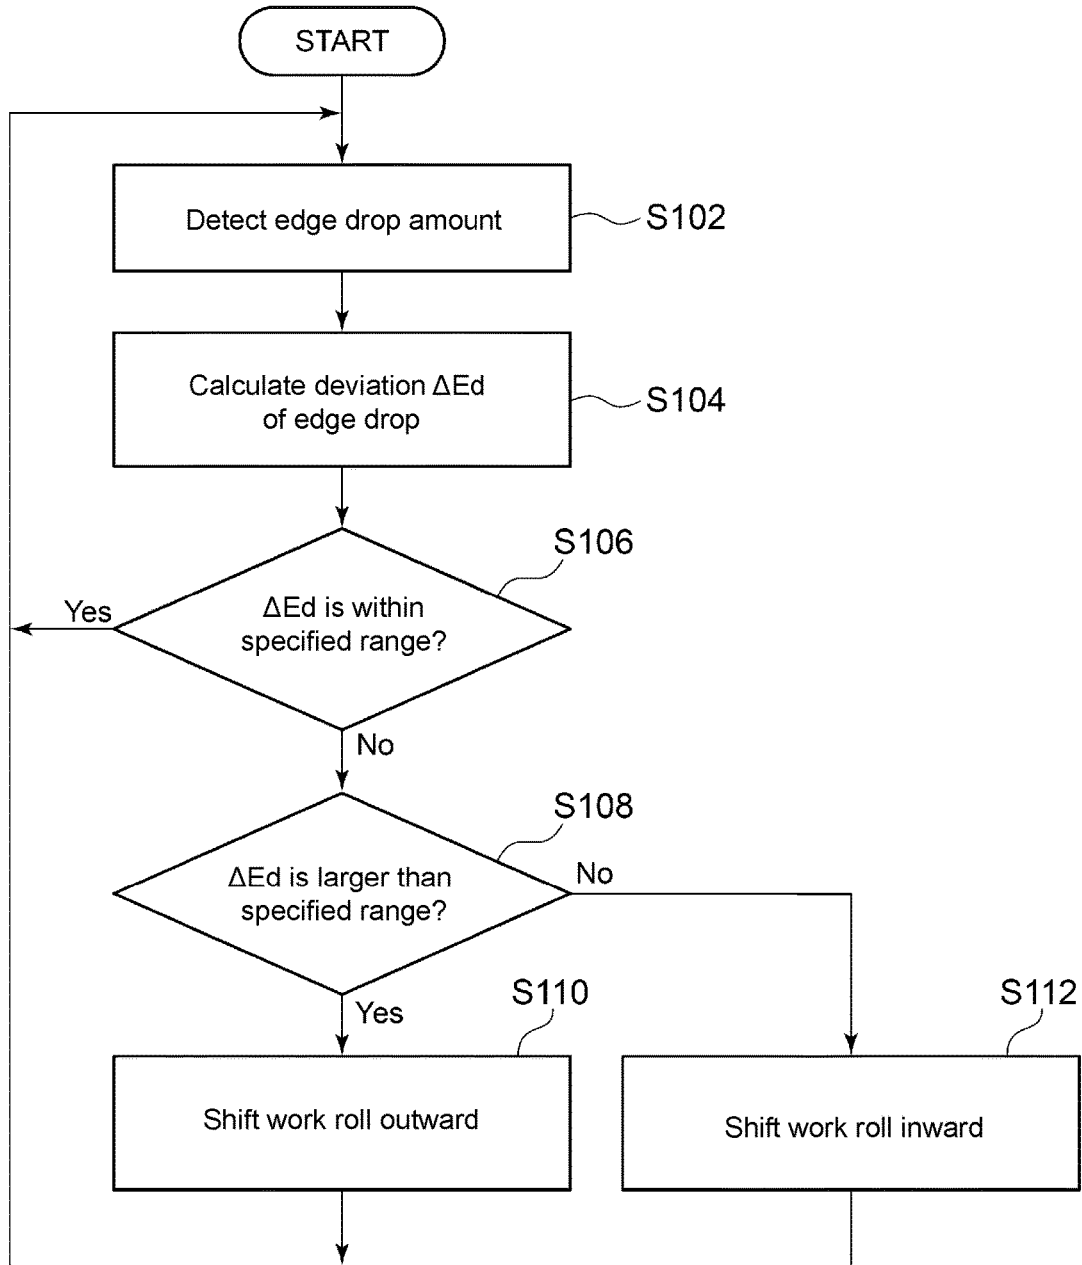 START
Detect edge drop amount
S102
Calculate deviation ΔEd
of edge drop
S104
S106
ΔEd is within
specified range?
Yes
No
S108
ΔEd is larger than
specified range?
No
Yes
S110
S112
Shift work roll outward
Shift work roll inward